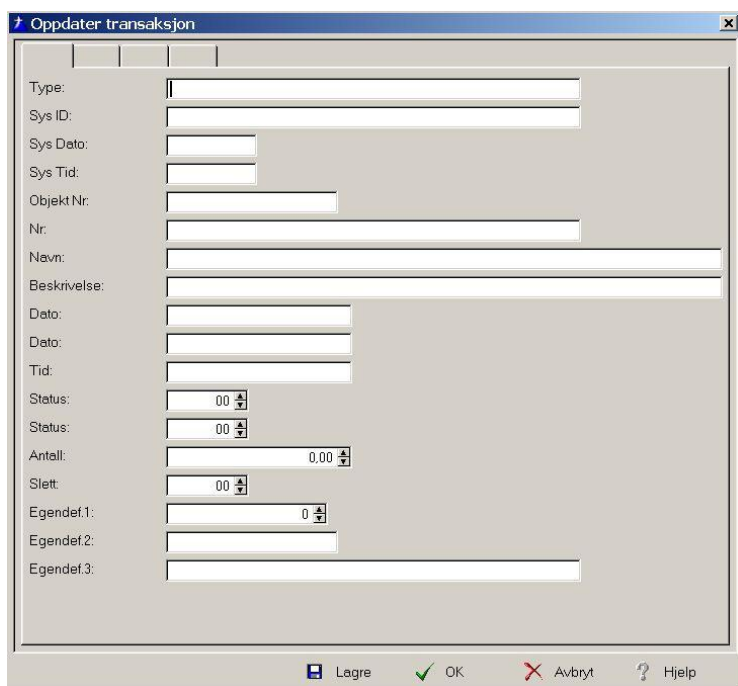 Oppdater transaksjon
Type:
Sys ID:
Sys Dato:
Sys Tid:
Objekt Nr:
Nr:
Navn:
Beskrivelse:
Dato:
Dato:
Tid:
Status: 00
Status: 00
Antall: 0,00
Slett: 00
Egendef.1: 0
Egendef.2:
Egendef.3:
Lagre OK Avbryt Hjelp